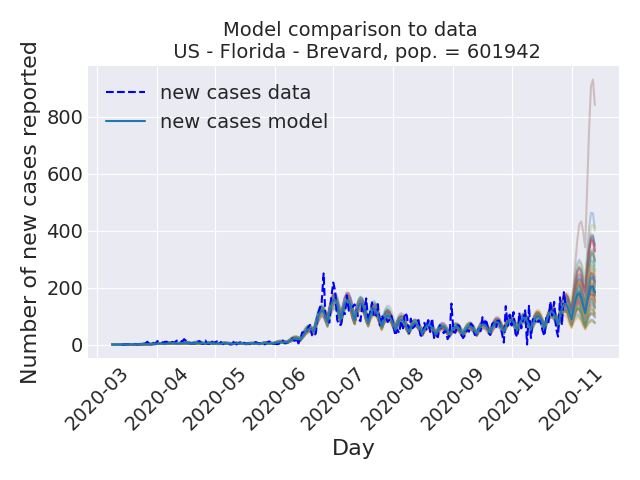 Model comparison to data
US - Florida - Brevard, pop. = 601942
Number of new cases reported
new cases data
new cases model
800
600
400
200
0
2020-03
2020-04
2020-05
2020-06
2020-07
2020-08
2020-09
2020-10
2020-11
Day